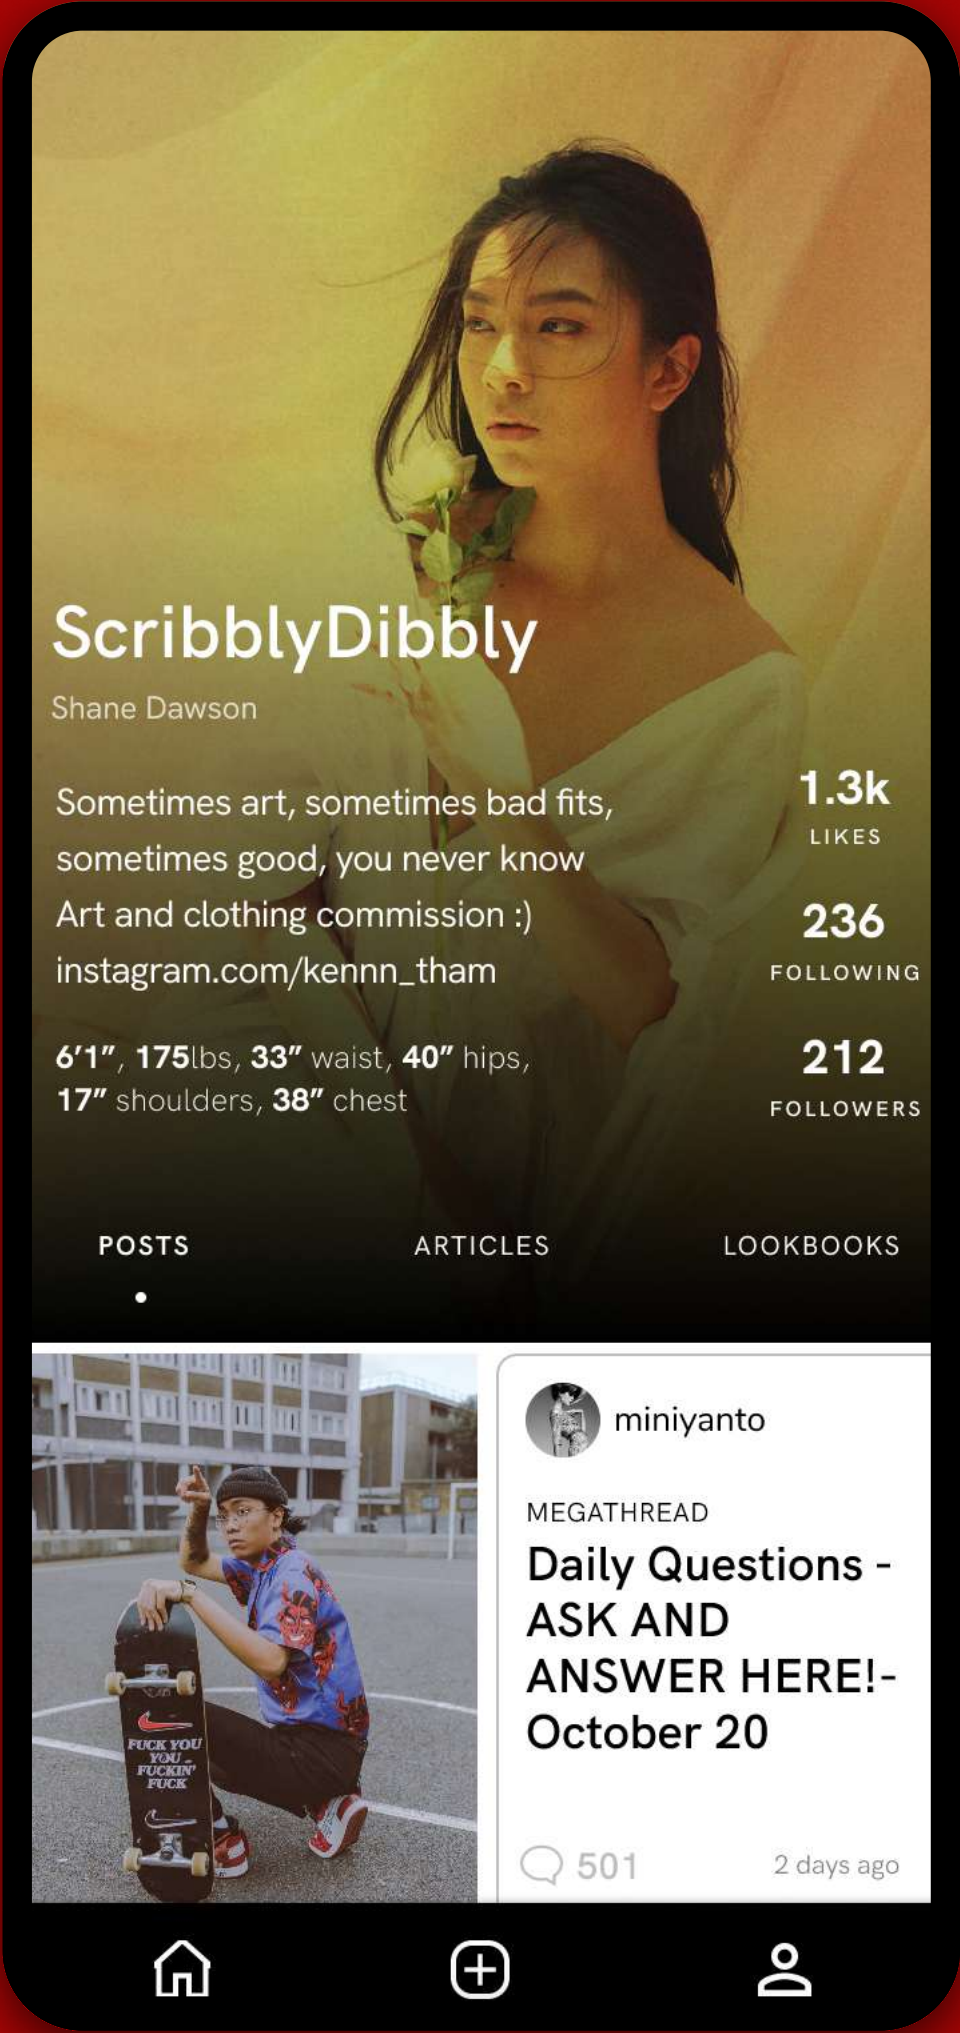 ScribblyDibbly
Shane Dawson
Sometimes art, sometimes bad fits,
sometimes good, you never know
Art and clothing commission :)
instagram.com/kennn_tham
6’1”, 175lbs, 33” waist, 40” hips,
17” shoulders, 38” chest
1.3k
LIKES
236
FOLLOWING
212
FOLLOWERS
POSTS
ARTICLES
LOOKBOOKS
FUCK YOU
YOU
FUCKIN'
FUCK
miniyanto
MEGATHREAD
Daily Questions -
ASK AND
ANSWER HERE!-
October 20
501
2 days ago